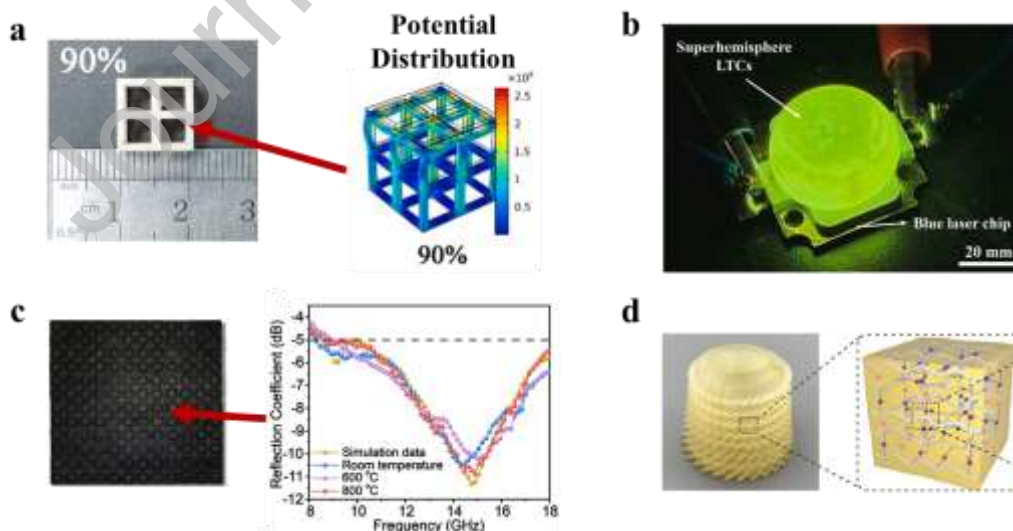 a
90%
Journ
cm
1
2
3
Potential
Distribution
×10⁴
2.5
2
1.5
1
0.5
90%
b
Superhemisphere
LTCs
Blue laser chip
20 mm
c
Reflection Coefficient (dB)
-4
-5
-6
-7
-8
-9
-10
-11
-12
Simulation data
Room temperature
600 °C
800 °C
8
10
12
14
16
18
Frequency (GHz)
d